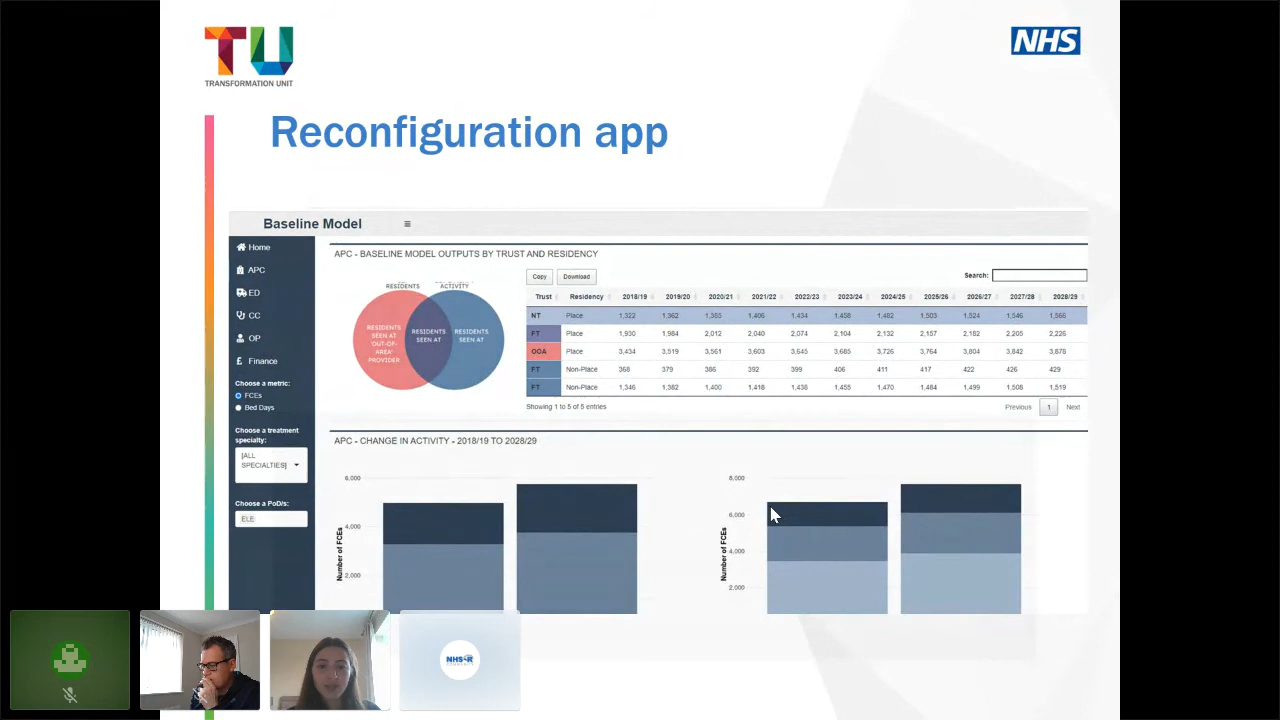 TU
TRANSFORMATION UNIT
NHS
Reconfiguration app
Baseline Model
Home
APC
ED
CC
OP
£ Finance
Choose a metric:
FCEs
Bed Days
Choose a treatment
specialty:
[ALL
SPECIALTIES]
Choose a PoD/s:
ELE
APC - BASELINE MODEL OUTPUTS BY TRUST AND RESIDENCY
RESIDENTS
ACTIVITY
RESIDENTS
SEEN AT
'OUT-OF-
AREA'
PROVIDER
RESIDENTS
SEEN AT
RESIDENTS
SEEN AT
Copy Download
Search:
Trust Residency 2018/19 2019/20 2020/21 2021/22 2022/23 2023/24 2024/25 2025/26 2026/27 2027/28 2028/29
NT Place 1,322 1,362 1,385 1,406 1,434 1,458 1,482 1,503 1,524 1,546 1,566
FT Place 1,930 1,984 2,012 2,040 2,074 2,104 2,132 2,157 2,182 2,205 2,226
OOA Place 3,434 3,519 3,561 3,603 3,645 3,685 3,726 3,764 3,804 3,842 3,878
FT Non-Place 368 379 386 392 399 406 411 417 422 426 429
FT Non-Place 1,346 1,382 1,400 1,418 1,438 1,455 1,470 1,484 1,499 1,508 1,519
Showing 1 to 5 of 5 entries
Previous 1 Next
APC - CHANGE IN ACTIVITY - 2018/19 TO 2028/29
6,000
4,000
2,000
Number of FCEs
8,000
6,000
4,000
2,000
Number of FCEs
NHS-R
COMMUNITY